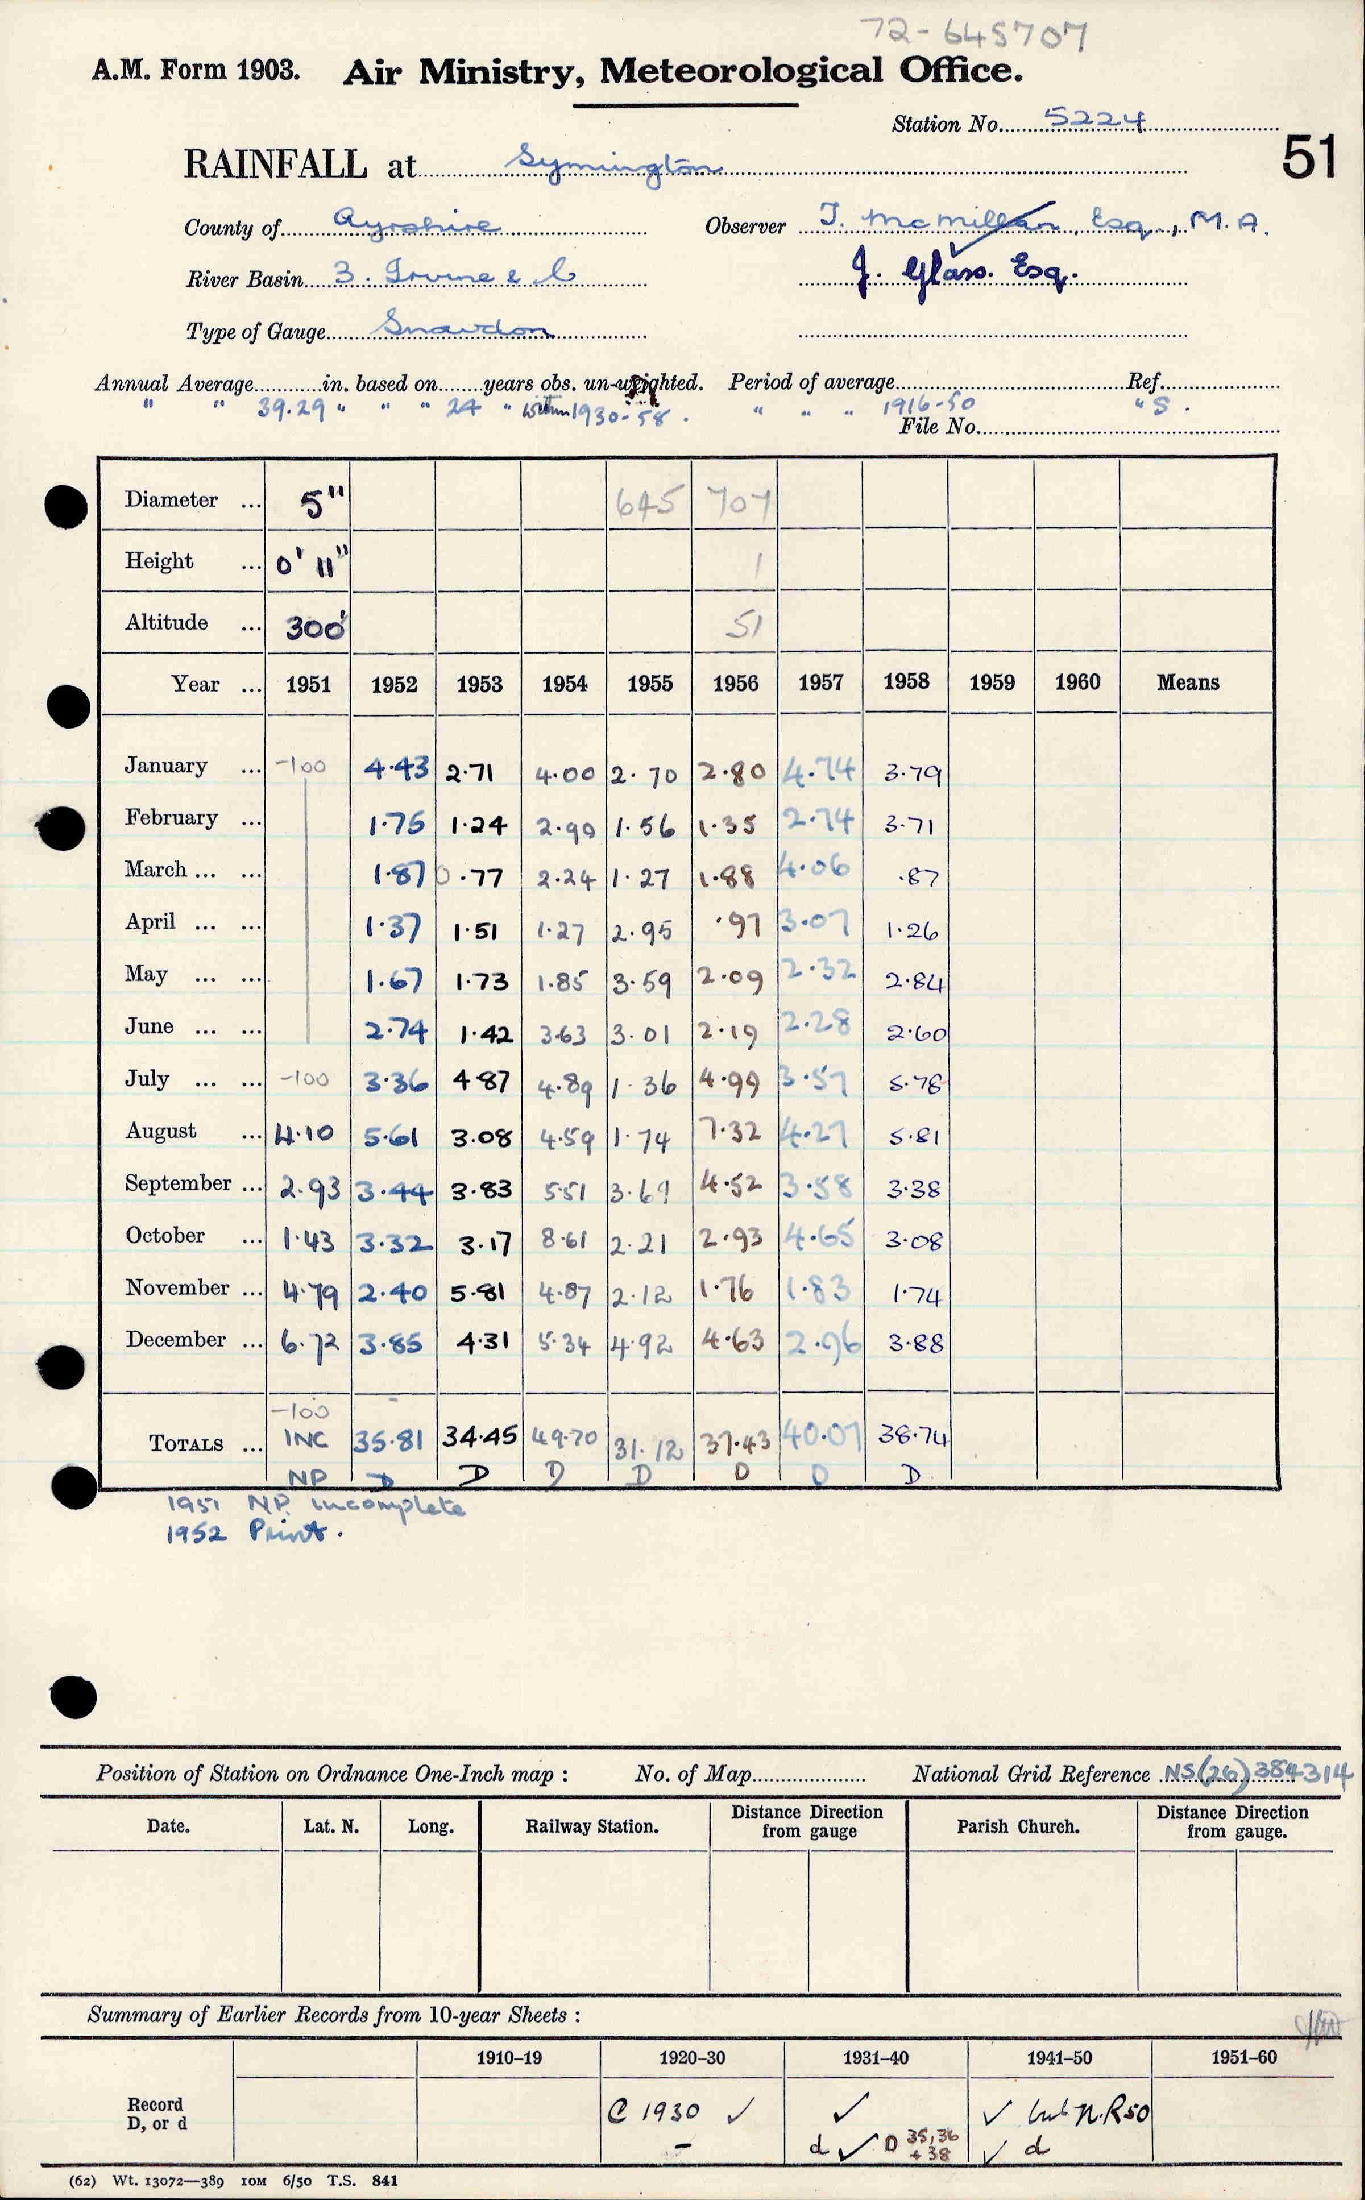 72-645707
A.M. Form 1903. Air Ministry, Meteorological Office.
Station No. 5224
51
RAINFALL at Symington
County of Ayrshire Observer T. McMillan, Esq., M.A.
River Basin 3. Irvine & C J. Glass. Esq.
Type of Gauge Snowdon
Annual Average in. based on years obs. un-weighted. Period of average Ref.
" " 39.29 " " " 24 " within 1930-58. " " " 1916-50 " S.
File No.
Diameter ... 5" 645 707
Height ... 0' 11" 1
Altitude ... 300' 51
Year ... 1951 1952 1953 1954 1955 1956 1957 1958 1959 1960 Means
January ... -100 4.43 2.71 4.00 2.70 2.80 4.74 3.79
February ... 1.75 1.24 2.99 1.56 1.35 2.74 3.71
March ... ... 1.87 0.77 2.24 1.27 1.88 4.06 .87
April ... ... 1.37 1.51 1.27 2.95 .97 3.07 1.26
May ... ... 1.67 1.73 1.85 3.59 2.09 2.32 2.84
June ... ... 2.74 1.42 3.63 3.01 2.19 2.28 2.60
July ... ... -100 3.36 4.87 4.89 1.36 4.99 3.57 5.78
August ... 4.10 5.61 3.08 4.59 1.74 7.32 4.27 5.81
September ... 2.93 3.44 3.83 5.51 3.69 4.52 3.58 3.38
October ... 1.43 3.32 3.17 8.61 2.21 2.93 4.65 3.08
November ... 4.79 2.40 5.81 4.87 2.12 1.76 1.83 1.74
December ... 6.72 3.85 4.31 5.34 4.92 4.63 2.96 3.88
-100
TOTALS ... INC 35.81 34.45 49.70 31.12 37.43 40.07 38.74
NP D D D D D D D
1951 NP incomplete
1952 Print.
Position of Station on Ordnance One-Inch map : No. of Map National Grid Reference NS(26)384314
Date. Lat. N. Long. Railway Station. Distance Direction from gauge Parish Church. Distance Direction from gauge.
Summary of Earlier Records from 10-year Sheets :
1910-19 1920-30 1931-40 1941-50 1951-60
Record C 1930 ✓ ✓ ✓ but N.R 50
D, or d - d ✓ D 35,36 + 38 ✓ d
(62) Wt. 13072—389 10M 6/50 T.S. 841